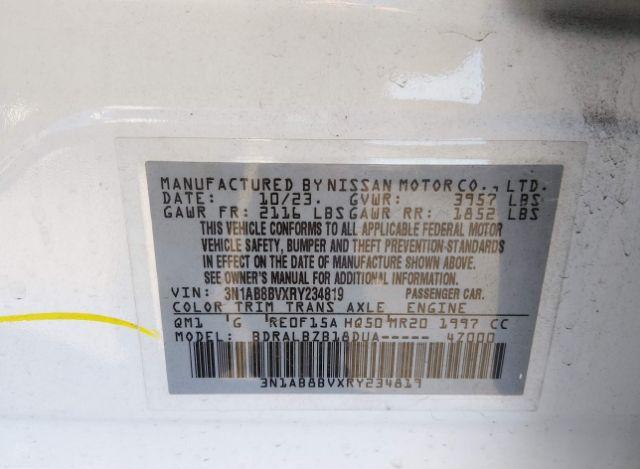 MANUFACTURED BY NISSAN MOTOR CO., LTD.
DATE: 10/23. GVWR: 3957 LBS
GAWR FR: 2116 LBS GAWR RR: 1852 LBS
THIS VEHICLE CONFORMS TO ALL APPLICABLE FEDERAL MOTOR
VEHICLE SAFETY, BUMPER AND THEFT PREVENTION STANDARDS
IN EFFECT ON THE DATE OF MANUFACTURE SHOWN ABOVE.
SEE OWNER'S MANUAL FOR ADDITIONAL INFORMATION
VIN: 3N1AB8BVXRY234819 PASSENGER CAR.
COLOR TRIM TRANS AXLE ENGINE
QM1 G RE0F15A HQ50 MR20 1997 CC
MODEL: BDRALBZB18DUA----- 47000
3N1AB8BVXRY234819